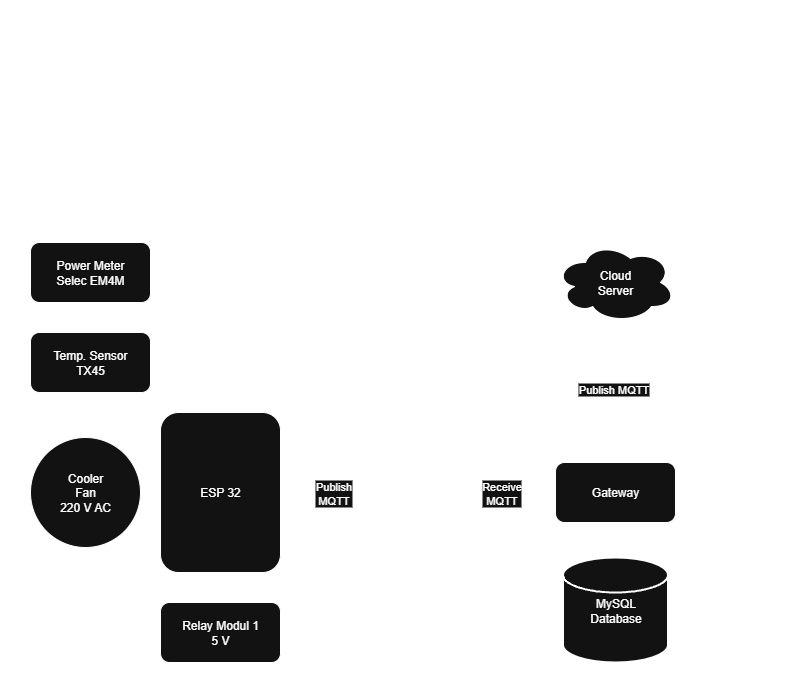 Power Meter
Selec EM4M
Cloud
Server
Temp. Sensor
TX45
Publish MQTT
Cooler
Fan
220 V AC
ESP 32
Publish
MQTT
Receive
MQTT
Gateway
MySQL
Database
Relay Modul 1
5 V